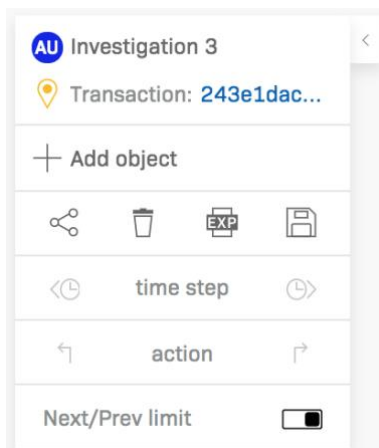 AU Investigation 3
Transaction: 243e1dac...
Add object
EXP
time step
action
Next/Prev limit